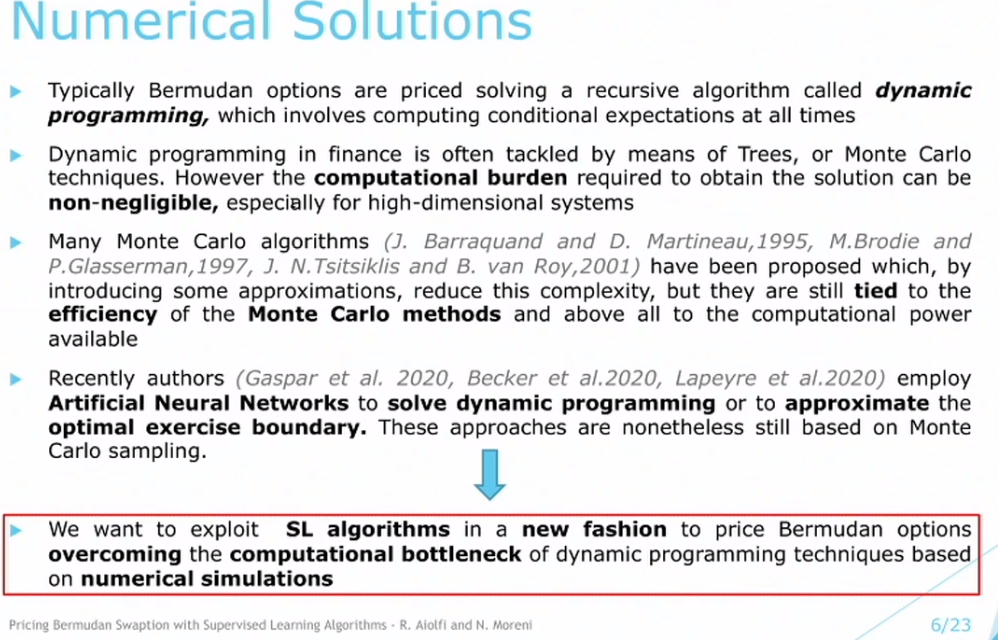 Numerical Solutions
Typically Bermudan options are priced solving a recursive algorithm called dynamic
programming, which involves computing conditional expectations at all times
Dynamic programming in finance is often tackled by means of Trees, or Monte Carlo
techniques. However the computational burden required to obtain the solution can be
non-negligible, especially for high-dimensional systems
Many Monte Carlo algorithms (J. Barraquand and D. Martineau,1995, M.Brodie and
P.Glasserman,1997, J. N.Tsitsiklis and B. van Roy,2001) have been proposed which, by
introducing some approximations, reduce this complexity, but they are still tied to the
efficiency of the Monte Carlo methods and above all to the computational power
available
Recently authors (Gaspar et al. 2020, Becker et al.2020, Lapeyre et al.2020) employ
Artificial Neural Networks to solve dynamic programming or to approximate the
optimal exercise boundary. These approaches are nonetheless still based on Monte
Carlo sampling.
We want to exploit SL algorithms in a new fashion to price Bermudan options
overcoming the computational bottleneck of dynamic programming techniques based
on numerical simulations
Pricing Bermudan Swaption with Supervised Learning Algorithms - R. Aiolfi and N. Moreni
6/23